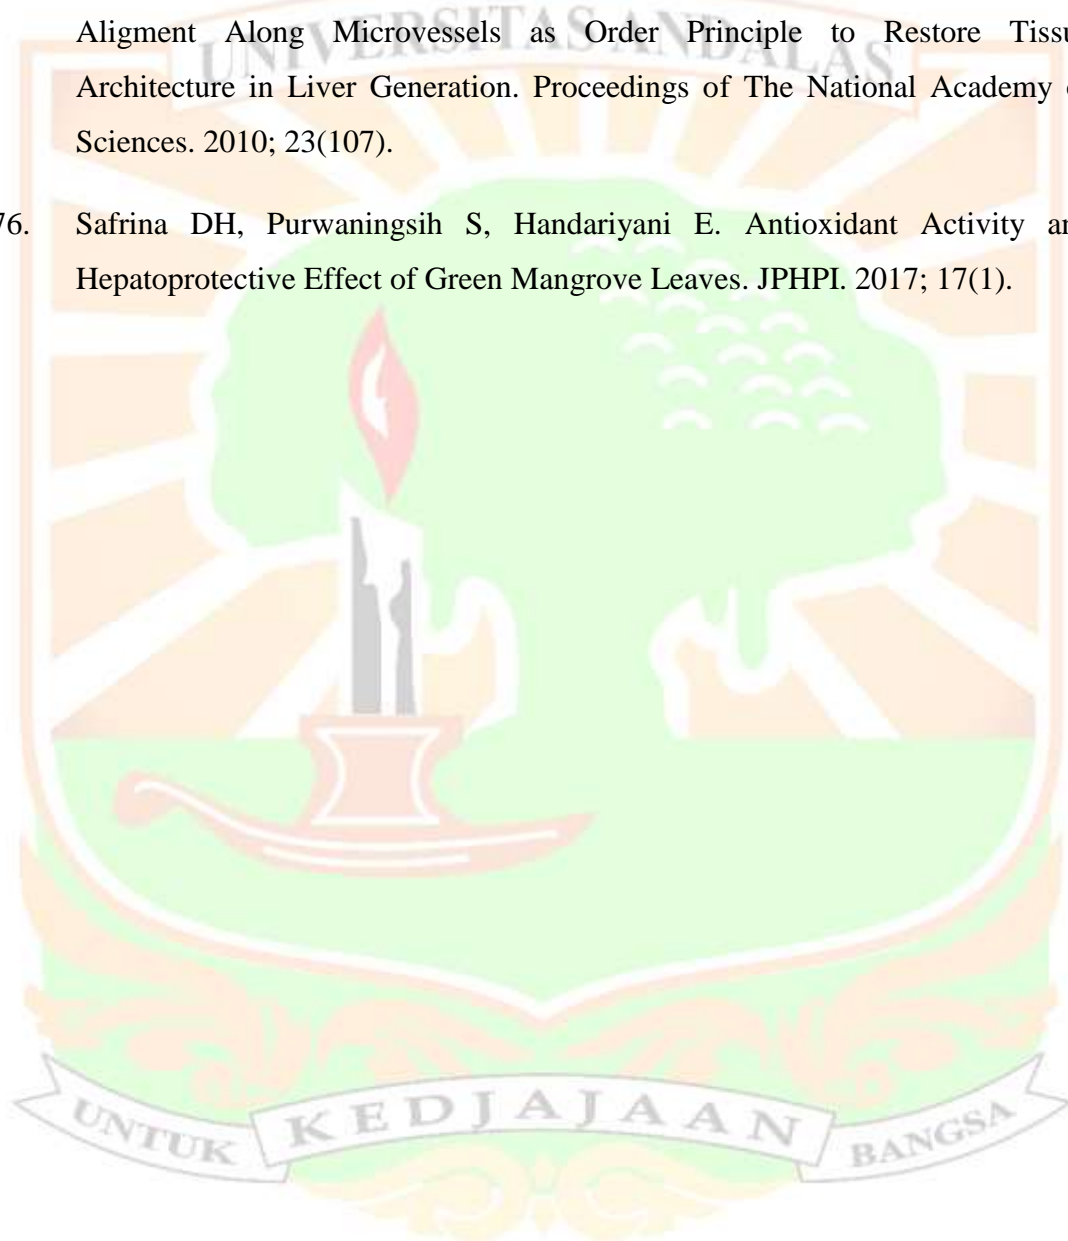 Aligment Along Microvessels as Order Principle to Restore Tissu
UNIVERSITAS ANDALAS
Architecture in Liver Generation. Proceedings of The National Academy
Sciences. 2010; 23(107).
76. Safrina DH, Purwaningsih S, Handariyani E. Antioxidant Activity an
Hepatoprotective Effect of Green Mangrove Leaves. JPHPI. 2017; 17(1).
UNTUK KEDJAJAAN BANGSA